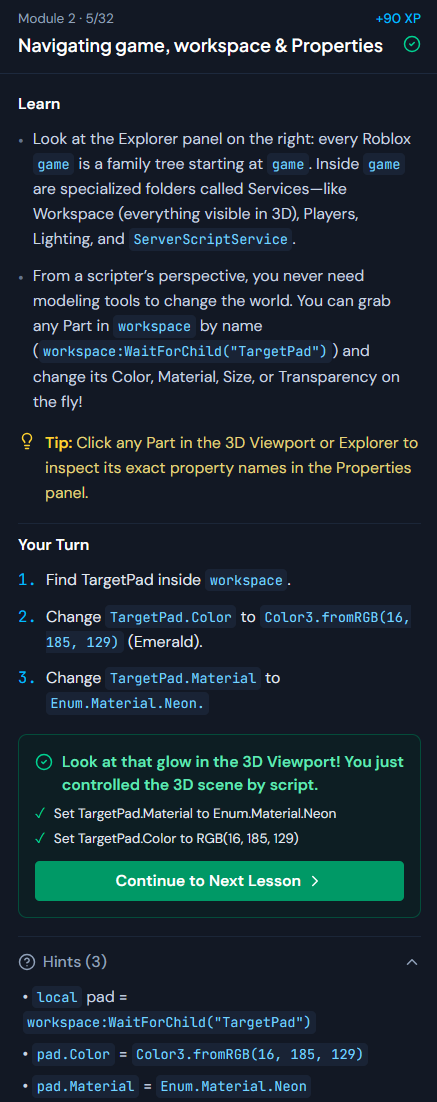 Module 2 · 5/32
+90 XP
Navigating game, workspace & Properties
Learn
• Look at the Explorer panel on the right: every Roblox
game is a family tree starting at game. Inside game
are specialized folders called Services—like
Workspace (everything visible in 3D), Players,
Lighting, and ServerScriptService.
• From a scripter's perspective, you never need
modeling tools to change the world. You can grab
any Part in workspace by name
(workspace:WaitForChild("TargetPad")) and
change its Color, Material, Size, or Transparency on
the fly!
Tip: Click any Part in the 3D Viewport or Explorer to
inspect its exact property names in the Properties
panel.
Your Turn
1. Find TargetPad inside workspace.
2. Change TargetPad.Color to Color3.fromRGB(16,
185, 129) (Emerald).
3. Change TargetPad.Material to
Enum.Material.Neon.
Look at that glow in the 3D Viewport! You just
controlled the 3D scene by script.
✓ Set TargetPad.Material to Enum.Material.Neon
✓ Set TargetPad.Color to RGB(16, 185, 129)
Continue to Next Lesson >
Hints (3)
• local pad =
workspace:WaitForChild("TargetPad")
• pad.Color = Color3.fromRGB(16, 185, 129)
• pad.Material = Enum.Material.Neon